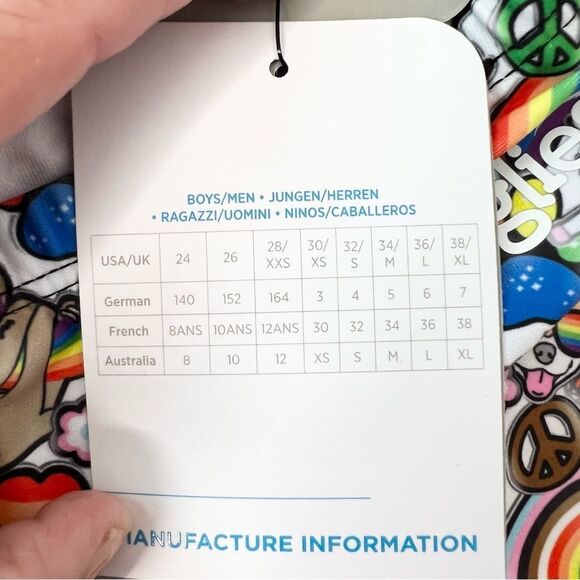 BOYS/MEN • JUNGEN/HERREN
• RAGAZZI/UOMINI • NINOS/CABALLEROS
USA/UK 24 26 28/XXS 30/XS 32/S 34/M 36/L 38/XL
German 140 152 164 3 4 5 6 7
French 8ANS 10ANS 12ANS 30 32 34 36 38
Australia 8 10 12 XS S M L XL
ANUFACTURE INFORMATION